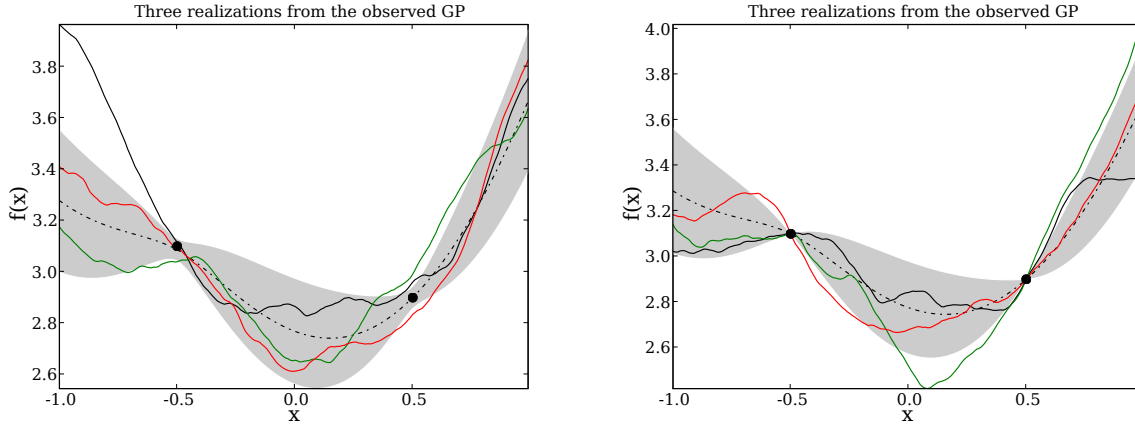 Three realizations from the observed GP
3.8
3.6
3.4
3.2
3.0
2.8
2.6
f(x)
-1.0 -0.5 0.0 0.5
x
Three realizations from the observed GP
4.0
3.8
3.6
3.4
3.2
3.0
2.8
2.6
f(x)
-1.0 -0.5 0.0 0.5
x